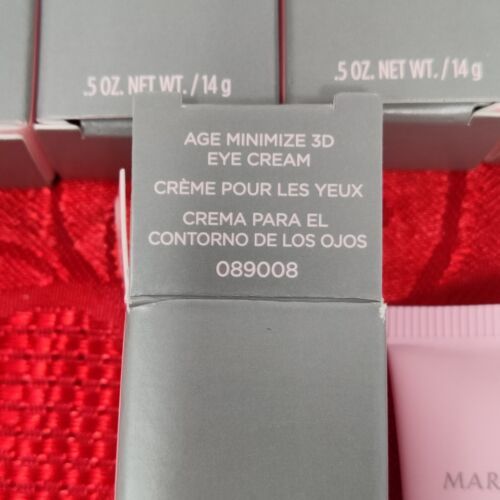 .5 OZ. NET WT. / 14 g
.5 OZ. NET WT. / 14 g
AGE MINIMIZE 3D
EYE CREAM
CRÈME POUR LES YEUX
CREMA PARA EL
CONTORNO DE LOS OJOS
089008
MAR